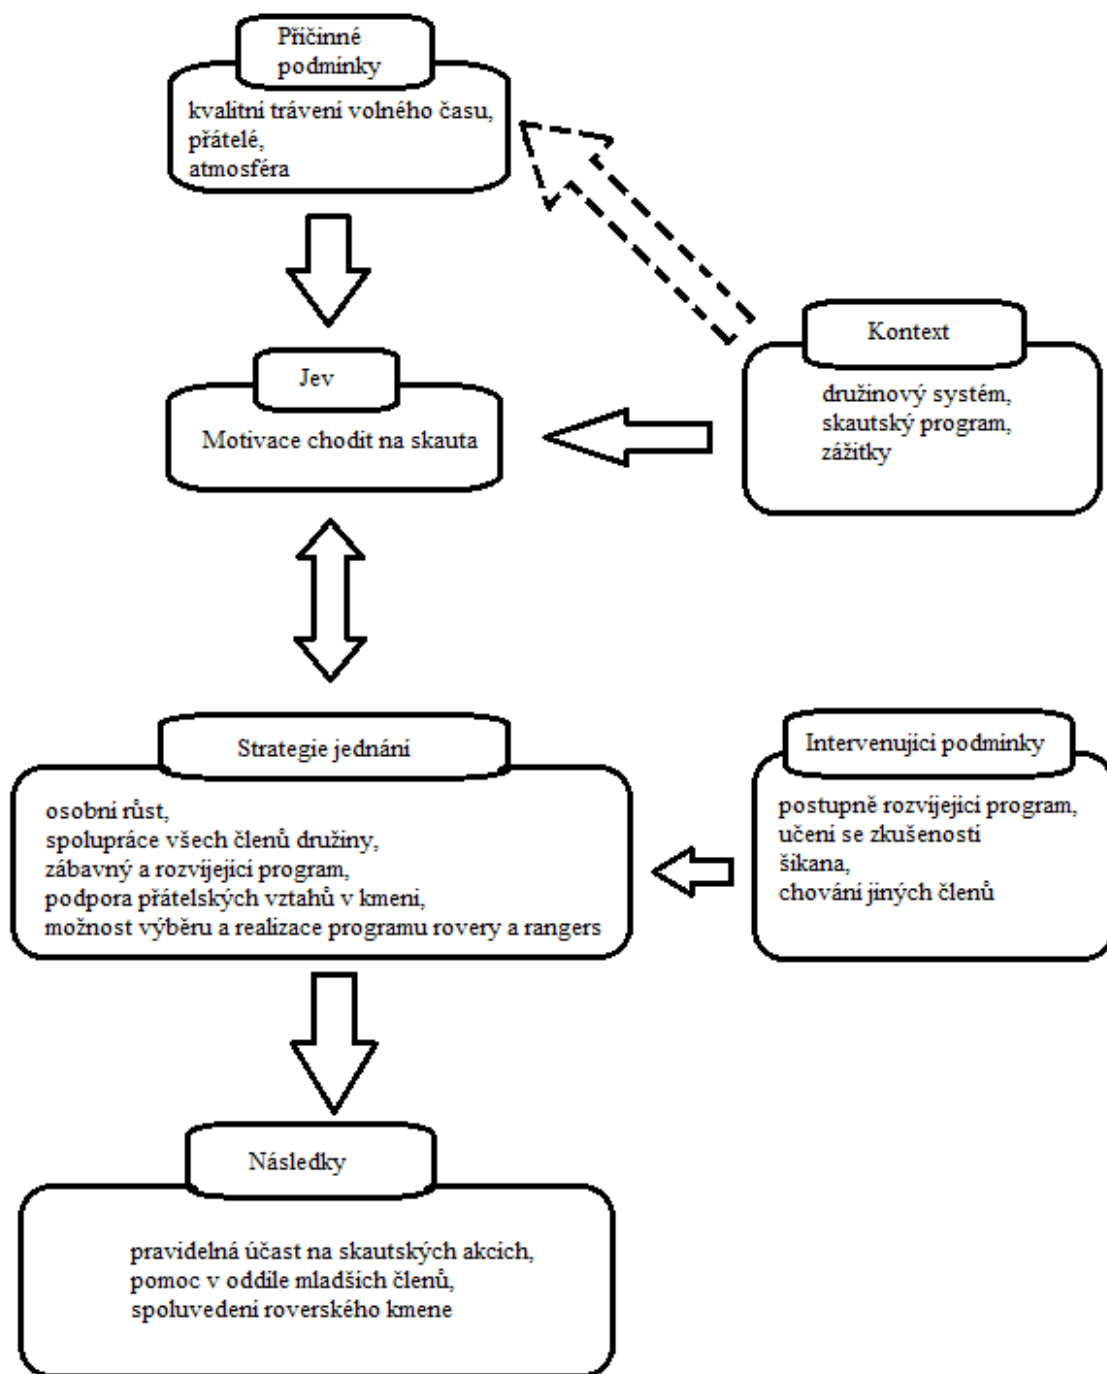 Příčinné
podmínky
kvalitní trávení volného času,
přátelé,
atmosféra
Kontext
družinový systém,
skautský program,
zážitky
Jev
Motivace chodit na skauta
Strategie jednání
osobní růst,
spolupráce všech členů družiny,
zábavný a rozvíjející program,
podpora přátelských vztahů v kmeni,
možnost výběru a realizace programu rovery a rangers
Intervenující podmínky
postupně rozvíjející program,
učení se zkušeností
šikana,
chování jiných členů
Následky
pravidelná účast na skautských akcích,
pomoc v oddíle mladších členů,
spoluvedení roverského kmene